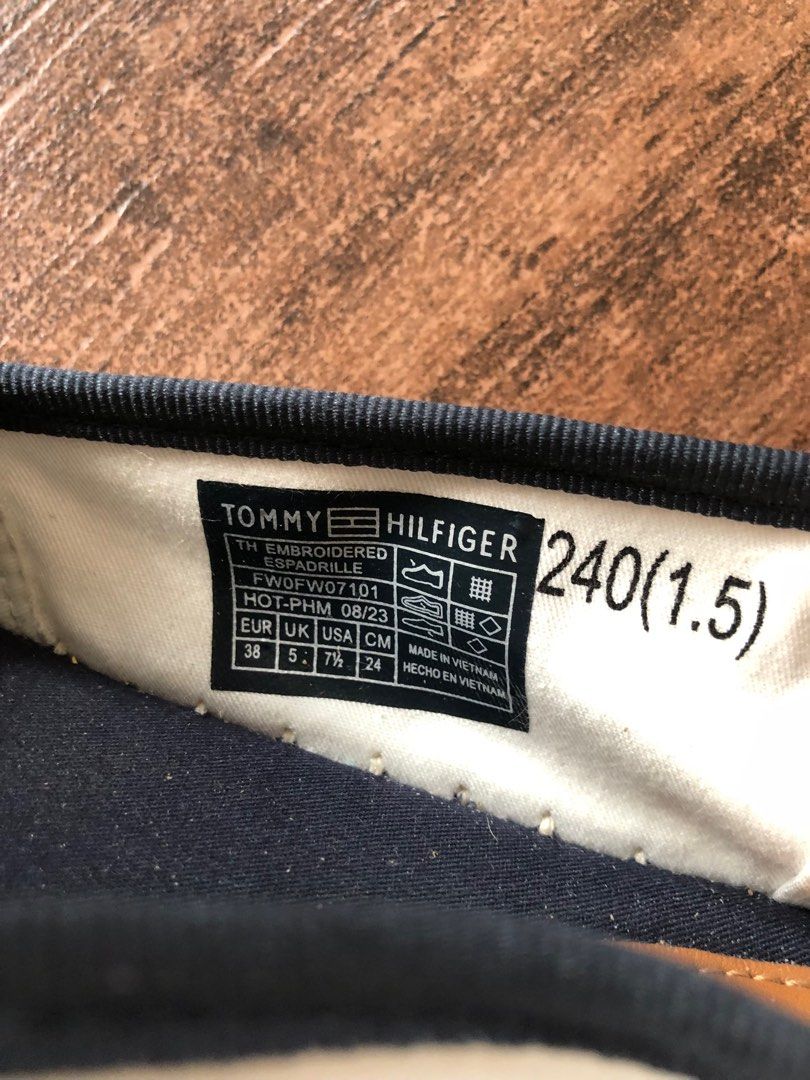 TOMMY HILFIGER
TH EMBROIDERED
ESPADRILLE
FW0FW07101
HOT-PHM 08/23
EUR UK USA CM
38 5 7½ 24
MADE IN VIETNAM
HECHO EN VIETNAM
240(1.5)